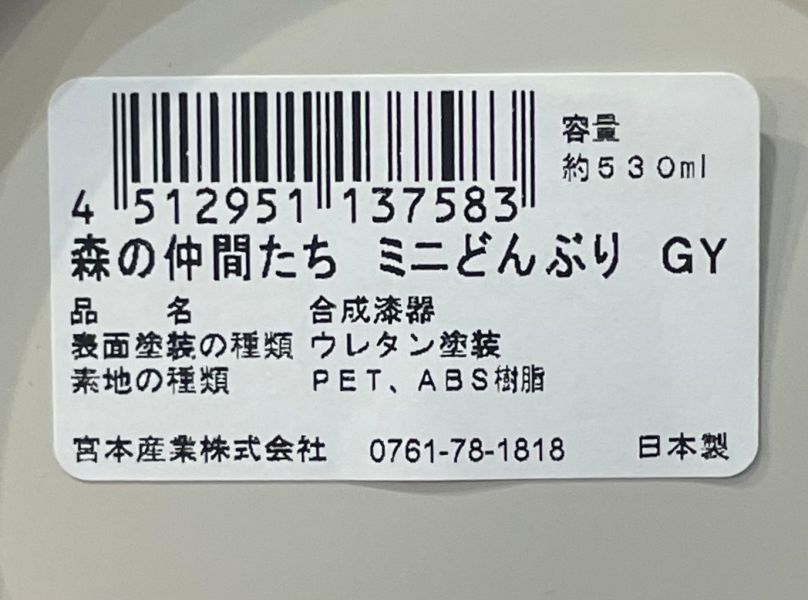 容量
約530ml
4 512951 137583
森の仲間たち ミニどんぶり GY
品 名 合成漆器
表面塗装の種類 ウレタン塗装
素地の種類 PET、ABS樹脂
宮本産業株式会社 0761-78-1818 日本製